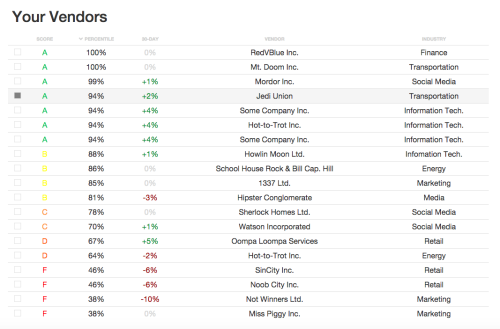 Your Vendors
SCORE PERCENTILE 30-DAY VENDOR INDUSTRY
A 100% 0% RedVBlue Inc. Finance
A 100% 0% Mt. Doom Inc. Transportation
A 99% +1% Mordor Inc. Social Media
A 94% +2% Jedi Union Transportation
A 94% +4% Some Company Inc. Information Tech.
A 94% +4% Hot-to-Trot Inc. Information Tech.
A 94% +4% Some Company Inc. Information Tech.
B 88% +1% Howlin Moon Ltd. Infomation Tech.
B 86% 0% School House Rock & Bill Cap. Hill Energy
B 85% 0% 1337 Ltd. Marketing
B 81% -3% Hipster Conglomerate Media
C 78% 0% Sherlock Homes Ltd. Social Media
C 70% +1% Watson Incorporated Social Media
D 67% +5% Oompa Loompa Services Retail
D 64% -2% Hot-to-Trot Inc. Energy
F 46% -6% SinCity Inc. Retail
F 46% -6% Noob City Inc. Retail
F 38% -10% Not Winners Ltd. Marketing
F 38% 0% Miss Piggy Inc. Marketing